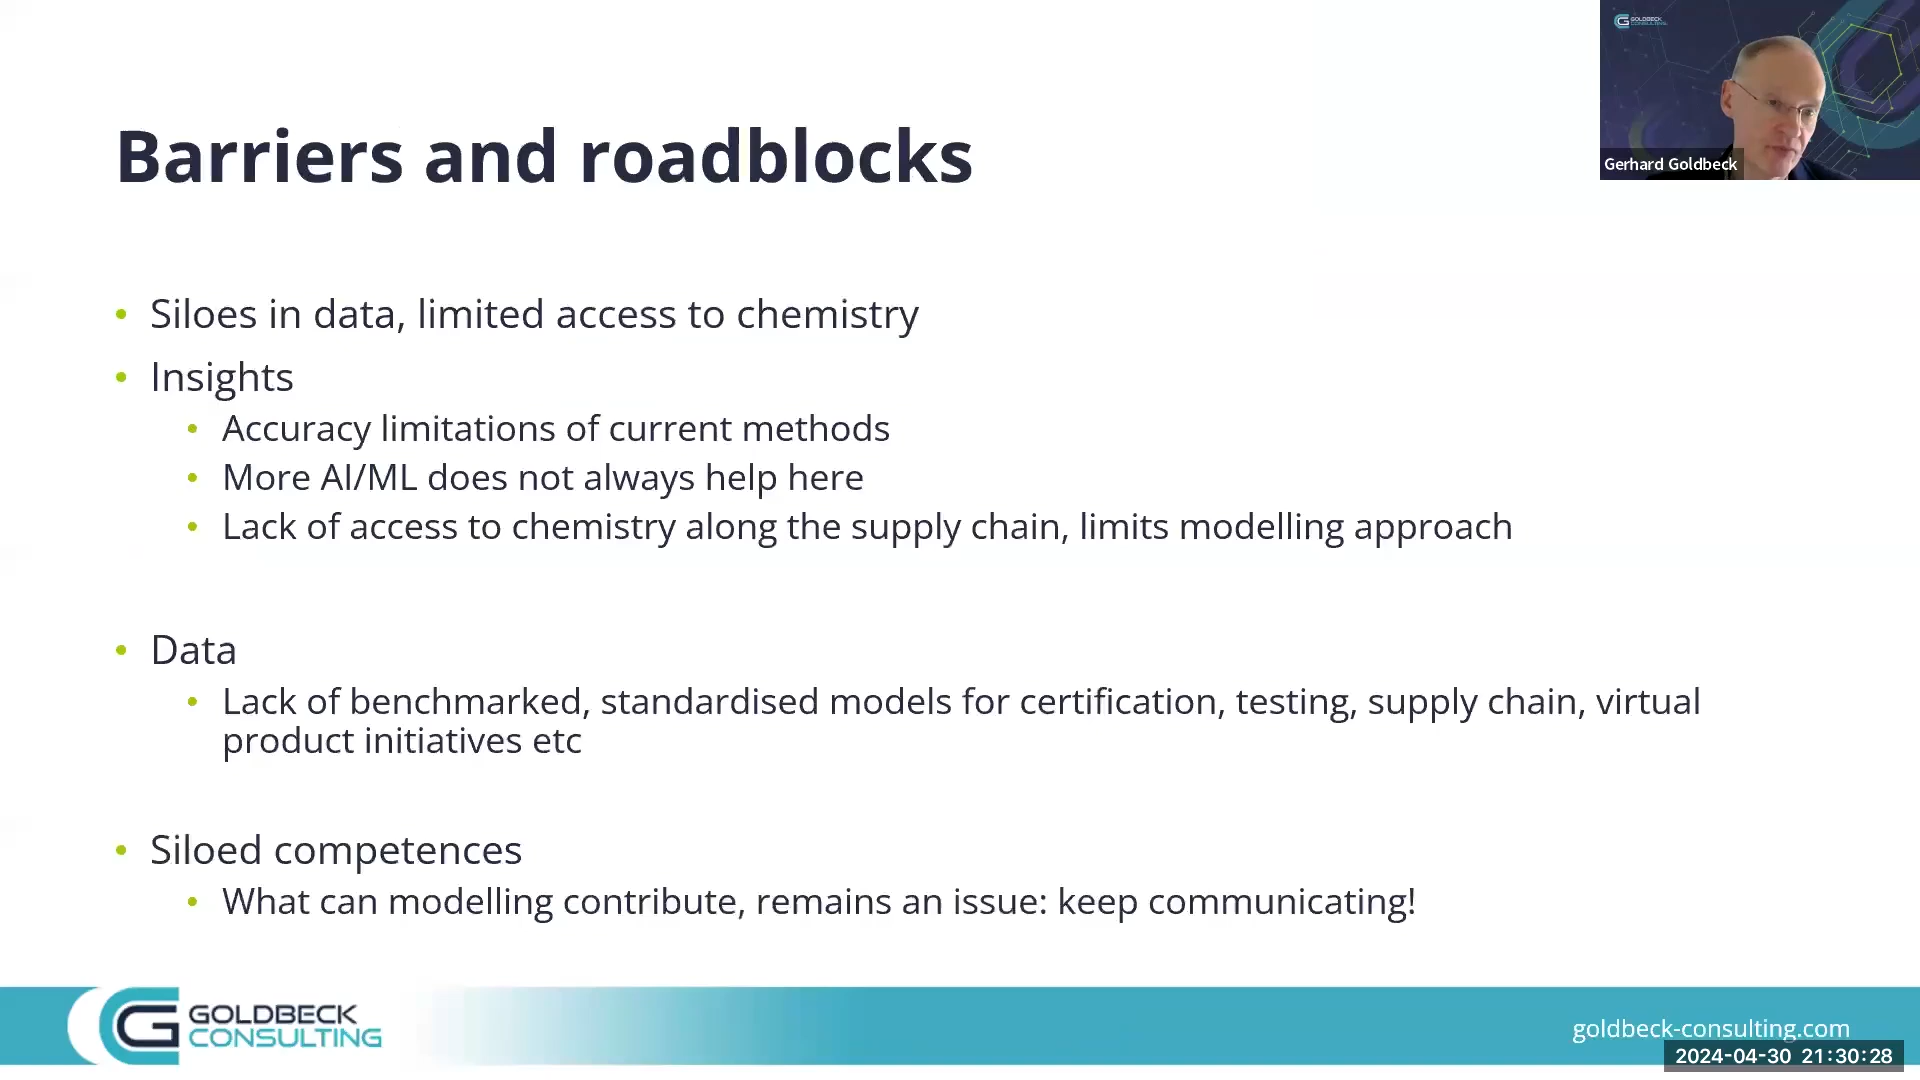 GOLDBECK
CONSULTING
Gerhard Goldbeck
Barriers and roadblocks
• Siloes in data, limited access to chemistry
• Insights
• Accuracy limitations of current methods
• More AI/ML does not always help here
• Lack of access to chemistry along the supply chain, limits modelling approach
• Data
• Lack of benchmarked, standardised models for certification, testing, supply chain, virtual
product initiatives etc
• Siloed competences
• What can modelling contribute, remains an issue: keep communicating!
GOLDBECK
CONSULTING
goldbeck-consulting.com
2024-04-30 21:30:28